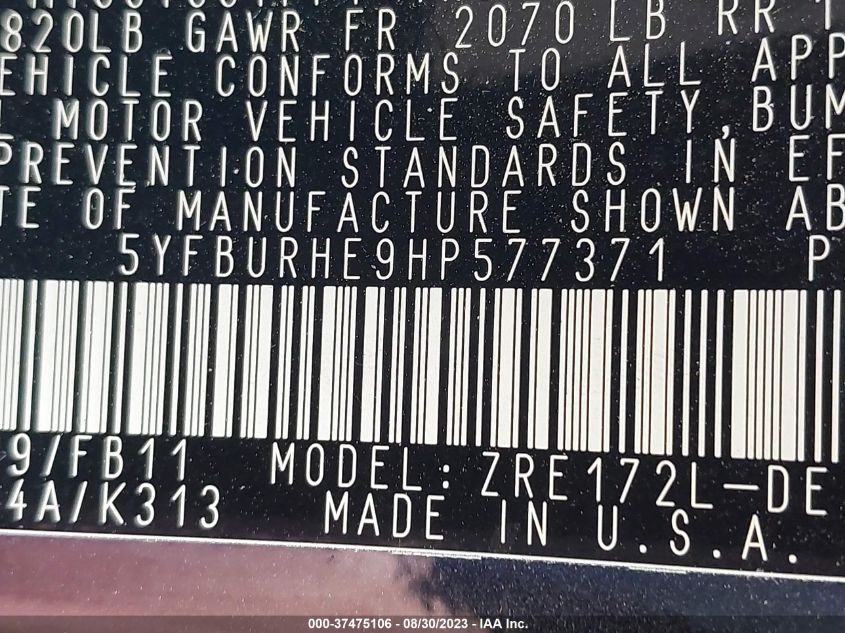 820LB GAWR FR 2070 LB RR
EHICLE CONFORMS TO ALL APP
L MOTOR VEHICLE SAFETY, BUM
PREVENTION STANDARDS IN EF
TE OF MANUFACTURE SHOWN AB
5YFBURHE9HP577371 P
9/FB11 MODEL: ZRE172L-DE
4A/K313 MADE IN U.S.A.
000-37475106 - 08/30/2023 - IAA Inc.